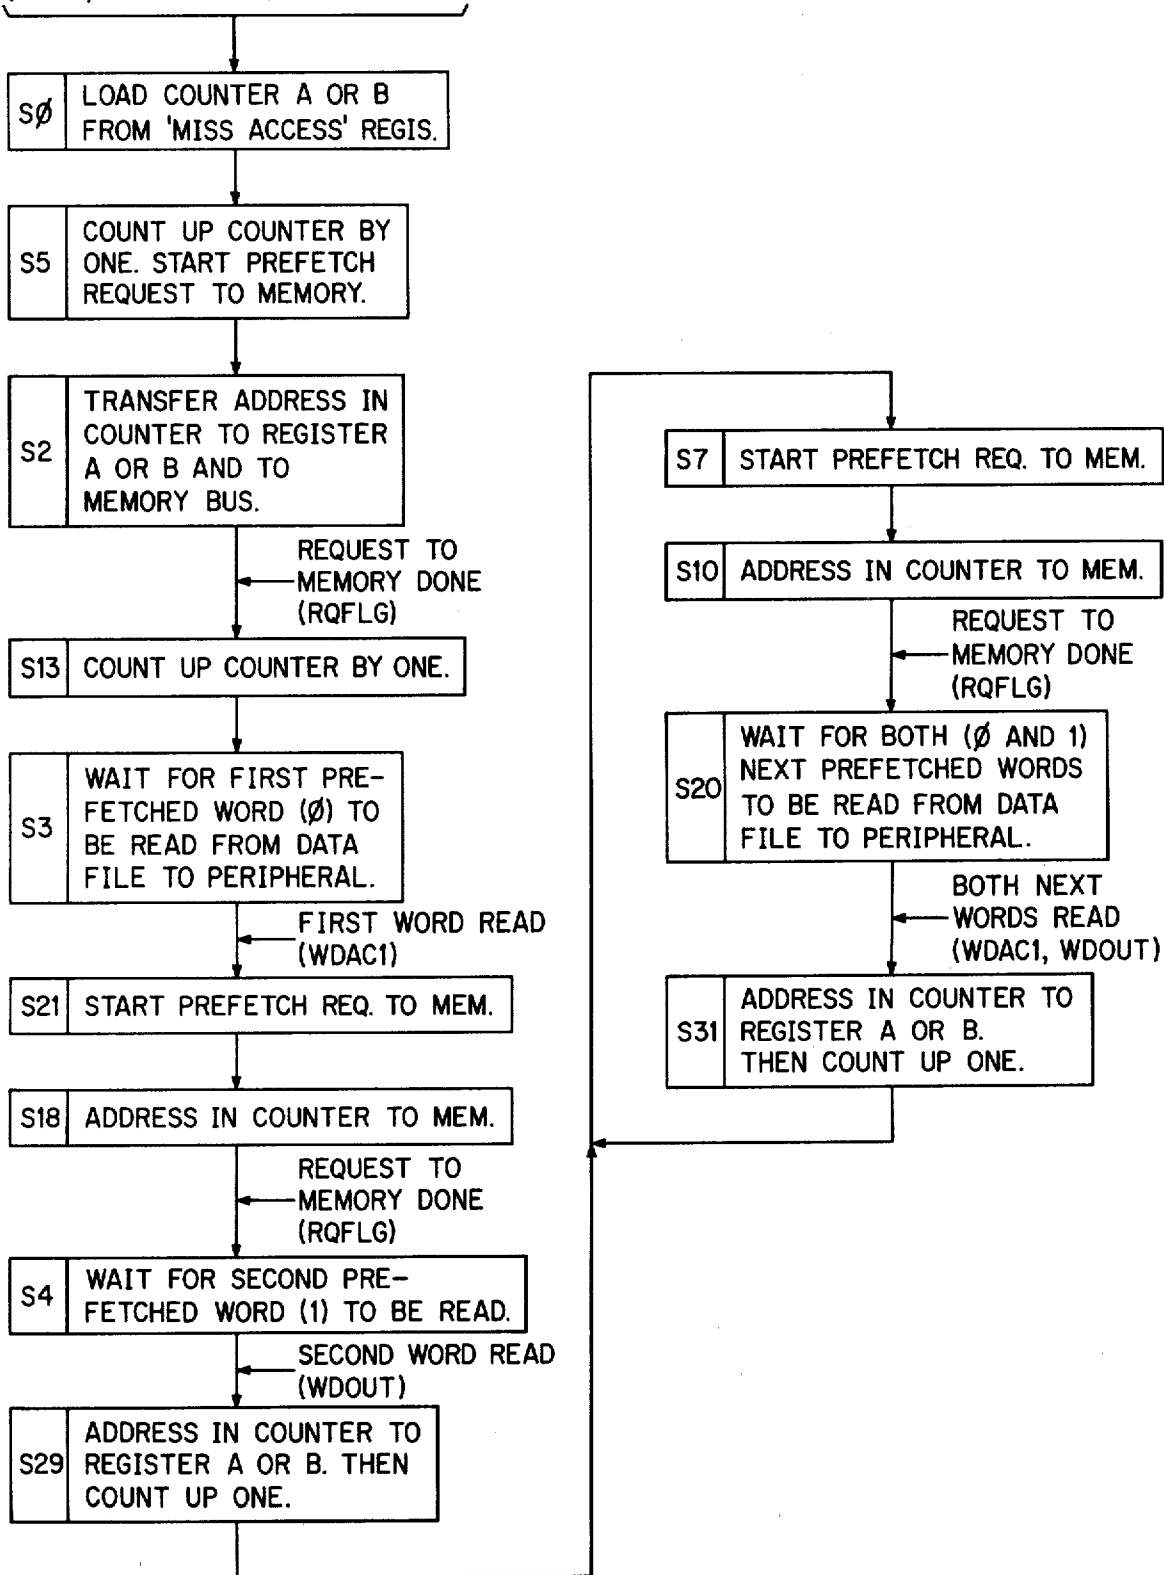 SØ
LOAD COUNTER A OR B
FROM 'MISS ACCESS' REGIS.
S5
COUNT UP COUNTER BY
ONE. START PREFETCH
REQUEST TO MEMORY.
S2
TRANSFER ADDRESS IN
COUNTER TO REGISTER
A OR B AND TO
MEMORY BUS.
REQUEST TO
MEMORY DONE
(RQFLG)
S13
COUNT UP COUNTER BY ONE.
S3
WAIT FOR FIRST PRE-
FETCHED WORD (Ø) TO
BE READ FROM DATA
FILE TO PERIPHERAL.
FIRST WORD READ
(WDAC1)
S21
START PREFETCH REQ. TO MEM.
S18
ADDRESS IN COUNTER TO MEM.
REQUEST TO
MEMORY DONE
(RQFLG)
S4
WAIT FOR SECOND PRE-
FETCHED WORD (1) TO BE READ.
SECOND WORD READ
(WDOUT)
S29
ADDRESS IN COUNTER TO
REGISTER A OR B. THEN
COUNT UP ONE.
S7
START PREFETCH REQ. TO MEM.
S10
ADDRESS IN COUNTER TO MEM.
REQUEST TO
MEMORY DONE
(RQFLG)
S20
WAIT FOR BOTH (Ø AND 1)
NEXT PREFETCHED WORDS
TO BE READ FROM DATA
FILE TO PERIPHERAL.
BOTH NEXT
WORDS READ
(WDAC1, WDOUT)
S31
ADDRESS IN COUNTER TO
REGISTER A OR B.
THEN COUNT UP ONE.